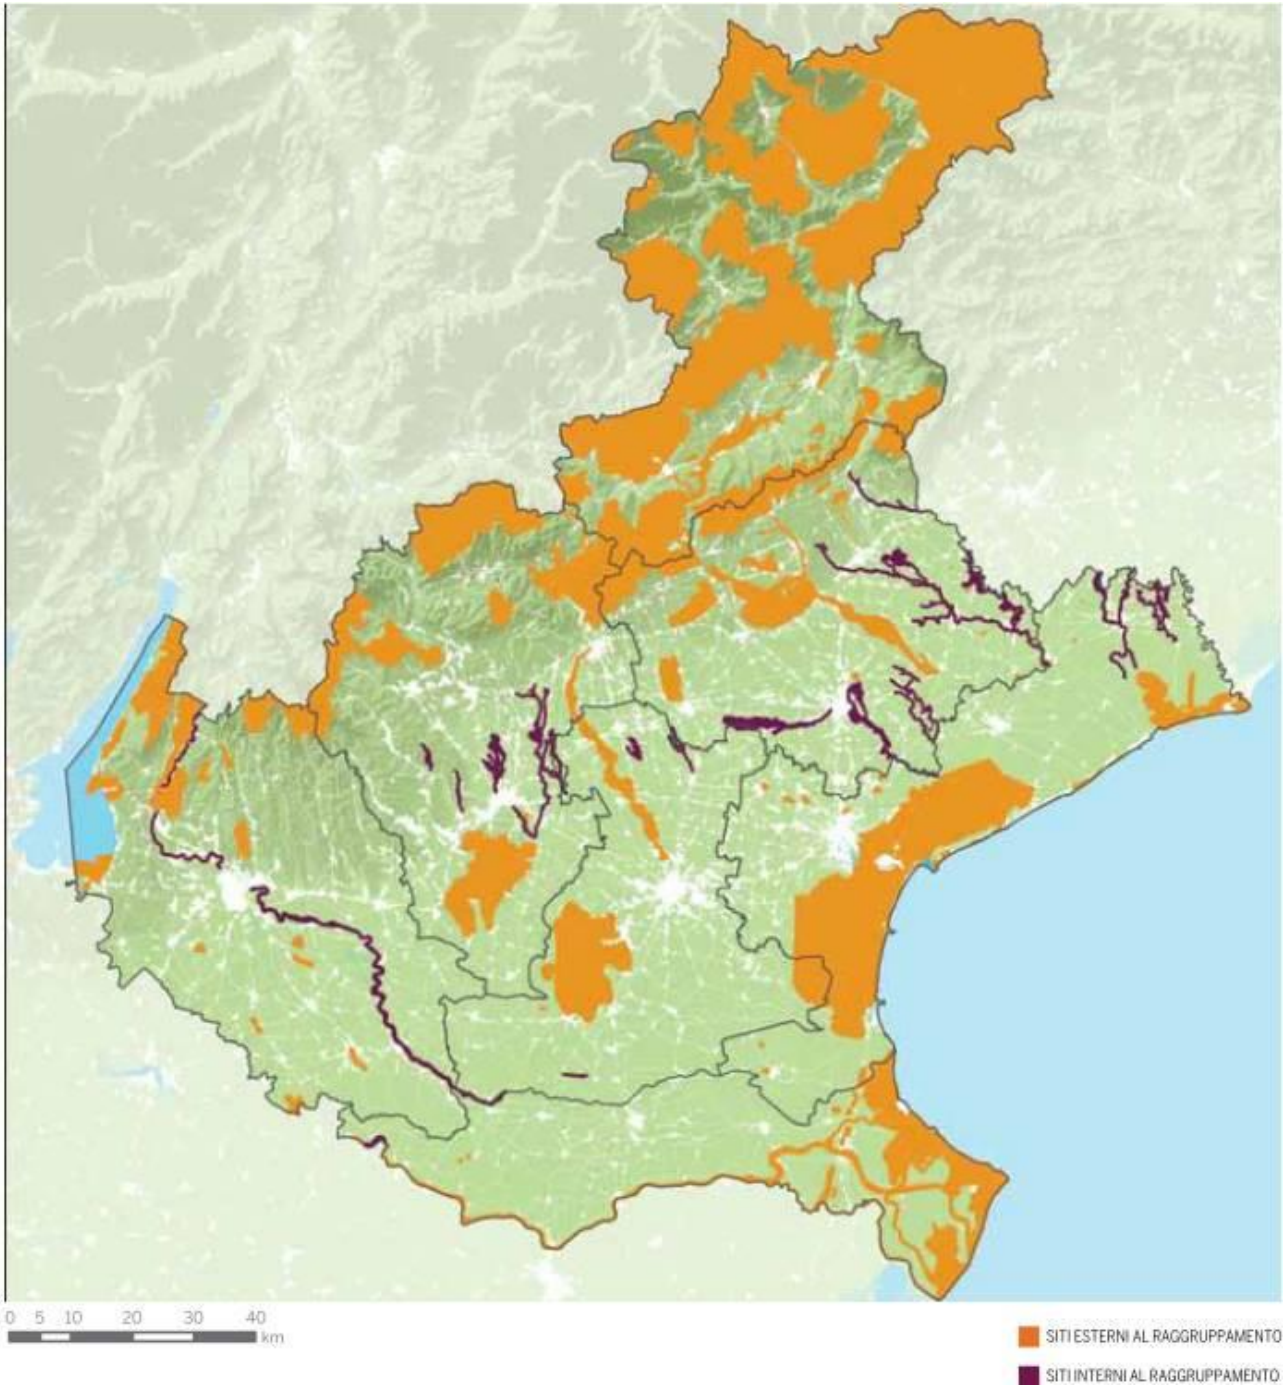 0 5 10 20 30 40
km
SITI ESTERNI AL RAGGRUPPAMENTO
SITI INTERNI AL RAGGRUPPAMENTO